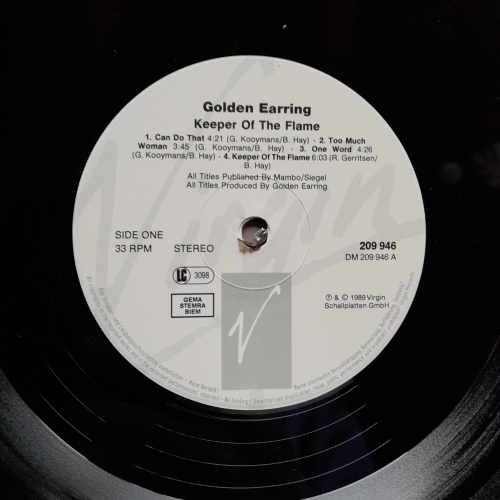 Golden Earring
Keeper Of The Flame
1. Can Do That 4:21 (G. Kooymans/B. Hay) · 2. Too Much
Woman 3:45 (G. Kooymans/B. Hay) · 3. One Word 4:26
(G. Kooymans/B. Hay) · 4. Keeper Of The Flame 6:03 (R. Gerritsen/
B. Hay)
All Titles Published By Mambo/Siegel
All Titles Produced By Golden Earring
SIDE ONE
33 RPM STEREO
209 946
DM 209 946 A
LC 3098
GEMA
STEMRA
BIEM
℗ & © 1989 Virgin
Schallplatten GmbH
Virgin